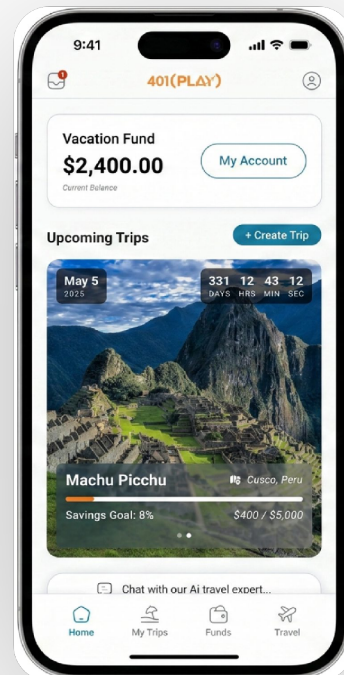 9:41
1
401(PLAY)
Vacation Fund
$2,400.00
Current Balance
My Account
Upcoming Trips
+ Create Trip
May 5
2025
331 12 43 12
DAYS HRS MIN SEC
Machu Picchu
Cusco, Peru
Savings Goal: 8%
$400 / $5,000
Chat with our Ai travel expert...
Home
My Trips
Funds
Travel